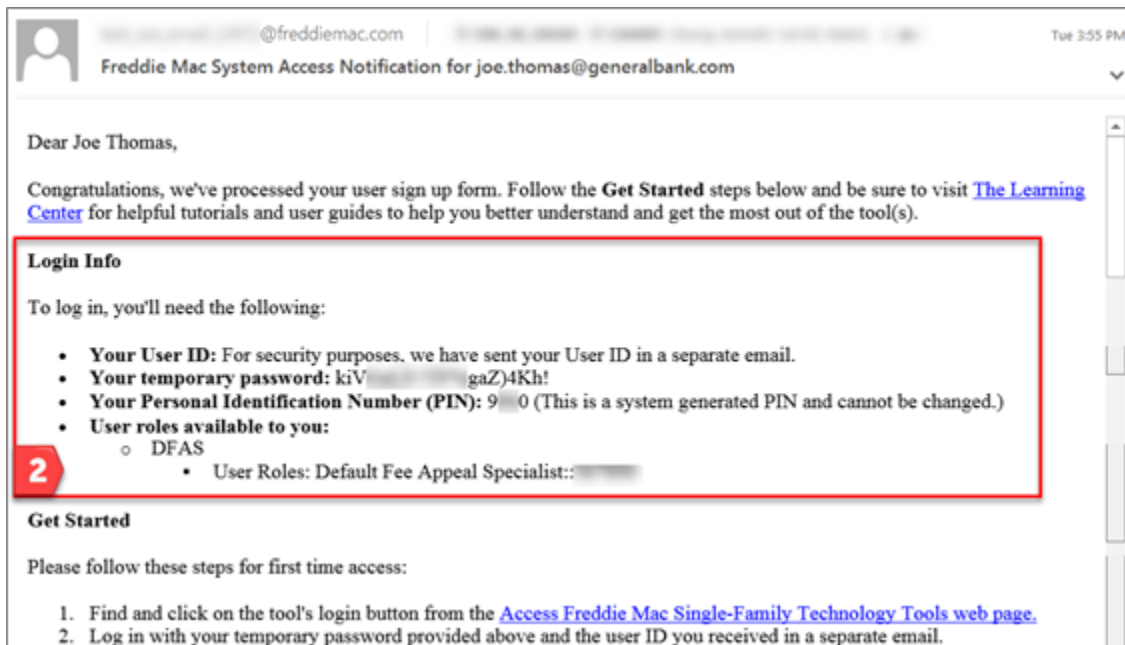 @freddiemac.com
Tue 3:55 PM
Freddie Mac System Access Notification for joe.thomas@generalbank.com
Dear Joe Thomas,
Congratulations, we've processed your user sign up form. Follow the Get Started steps below and be sure to visit The Learning
Center for helpful tutorials and user guides to help you better understand and get the most out of the tool(s).
Login Info
To log in, you'll need the following:
• Your User ID: For security purposes, we have sent your User ID in a separate email.
• Your temporary password: kiV gaZ)4Kh!
• Your Personal Identification Number (PIN): 9 0 (This is a system generated PIN and cannot be changed.)
• User roles available to you:
o DFAS
2 ▪ User Roles: Default Fee Appeal Specialist::
Get Started
Please follow these steps for first time access:
1. Find and click on the tool's login button from the Access Freddie Mac Single-Family Technology Tools web page.
2. Log in with your temporary password provided above and the user ID you received in a separate email.